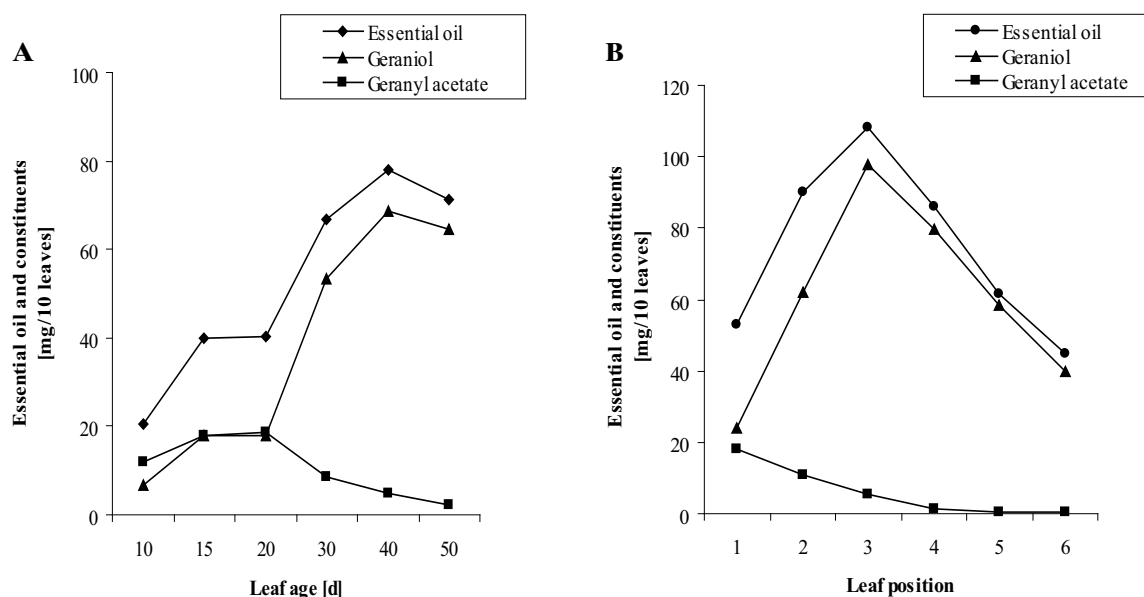 A
Essential oil
Geraniol
Geranyl acetate
Essential oil and constituents
[mg/10 leaves]
100
80
60
40
20
0
10 15 20 30 40 50
Leaf age [d]
B
Essential oil
Geraniol
Geranyl acetate
Essential oil and constituents
[mg/10 leaves]
120
100
80
60
40
20
0
1 2 3 4 5 6
Leaf position